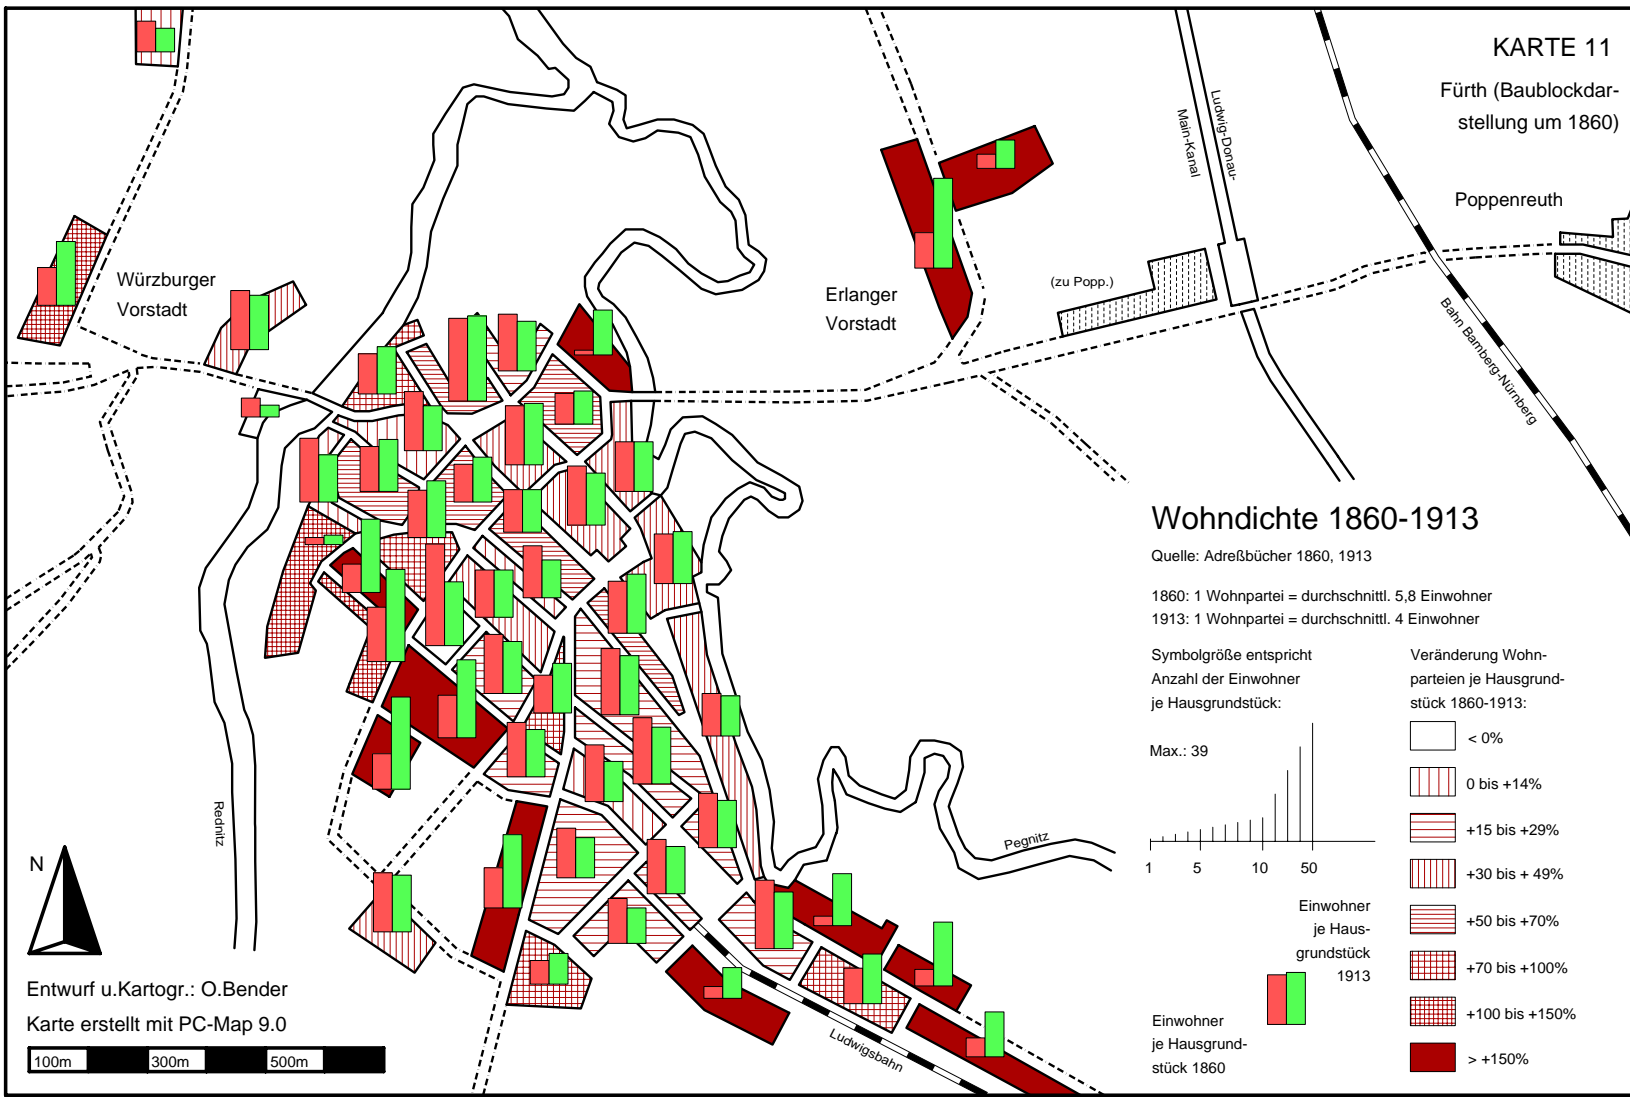 KARTE 11
Fürth (Baublockdar-
stellung um 1860)
Poppenreuth
Ludwig-Donau-
Main-Kanal
(zu Popp.)
Erlanger
Vorstadt
Würzburger
Vorstadt
Bahn Bamberg-Nürnberg
Wohndichte 1860-1913
Quelle: Adreßbücher 1860, 1913
1860: 1 Wohnpartei = durchschnittl. 5,8 Einwohner
1913: 1 Wohnpartei = durchschnittl. 4 Einwohner
Symbolgröße entspricht
Anzahl der Einwohner
je Hausgrundstück:
Max.: 39
1 5 10 50
Einwohner
je Haus-
grundstück
1913
Einwohner
je Hausgrund-
stück 1860
Veränderung Wohn-
parteien je Hausgrund-
stück 1860-1913:
< 0%
0 bis +14%
+15 bis +29%
+30 bis + 49%
+50 bis +70%
+70 bis +100%
+100 bis +150%
> +150%
Rednitz
Pegnitz
Ludwigsbahn
N
Entwurf u.Kartogr.: O.Bender
Karte erstellt mit PC-Map 9.0
100m 300m 500m